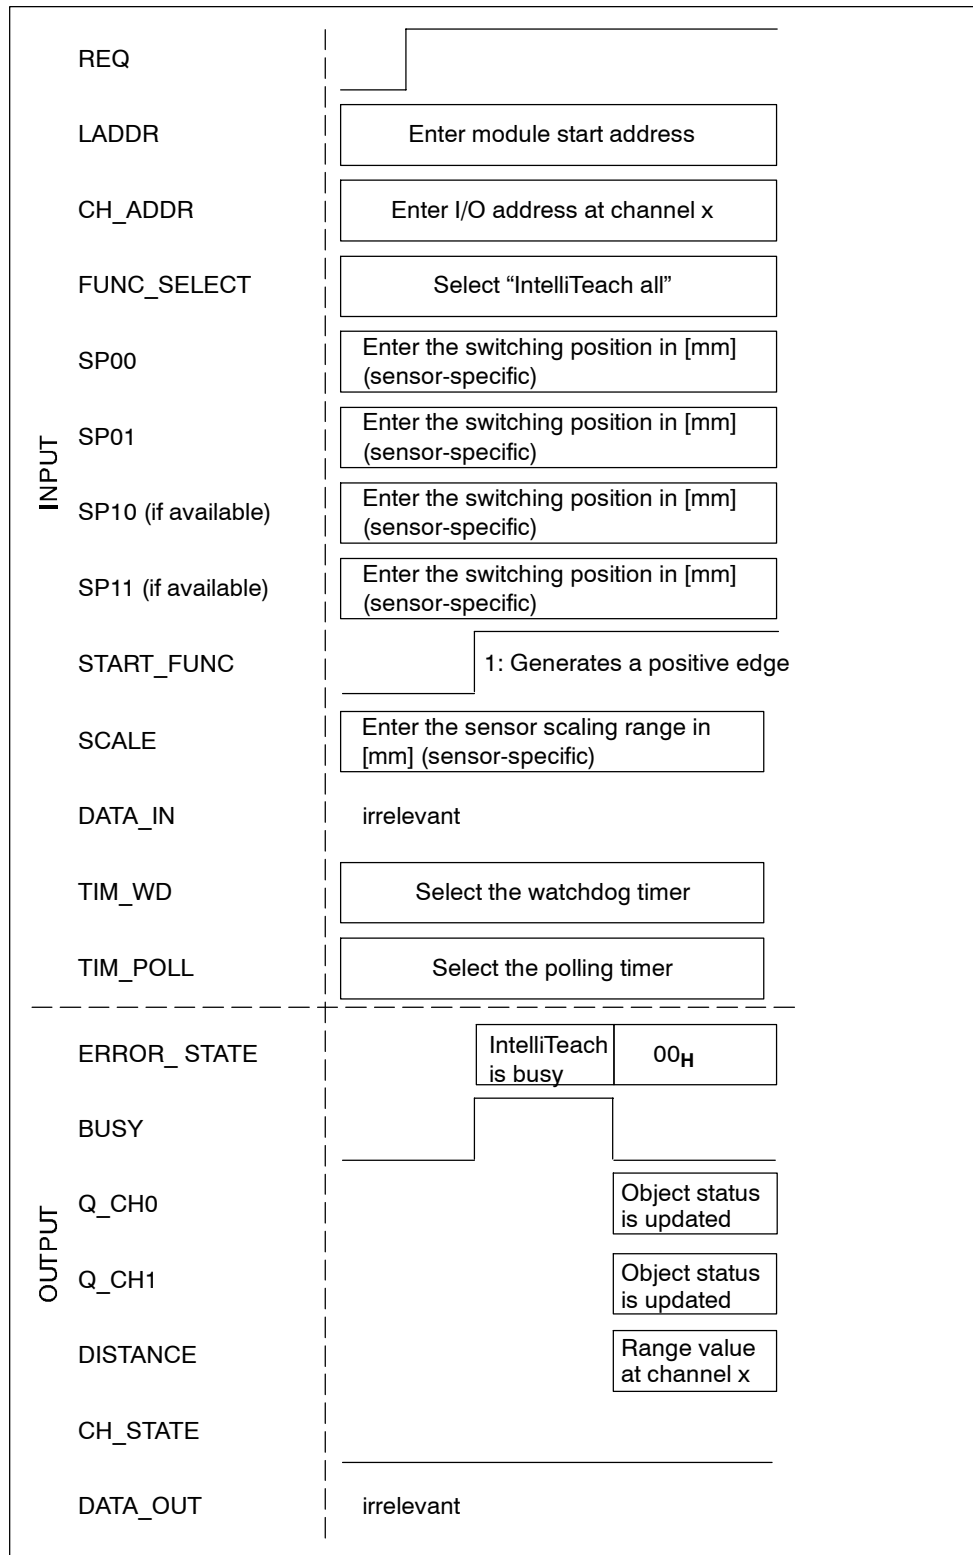 REQ
LADDR
Enter module start address
CH_ADDR
Enter I/O address at channel x
FUNC_SELECT
Select “IntelliTeach all”
SP00
Enter the switching position in [mm]
(sensor-specific)
SP01
Enter the switching position in [mm]
(sensor-specific)
INPUT
SP10 (if available)
Enter the switching position in [mm]
(sensor-specific)
SP11 (if available)
Enter the switching position in [mm]
(sensor-specific)
START_FUNC
1: Generates a positive edge
SCALE
Enter the sensor scaling range in
[mm] (sensor-specific)
DATA_IN
irrelevant
TIM_WD
Select the watchdog timer
TIM_POLL
Select the polling timer
ERROR_ STATE
IntelliTeach
is busy
00H
BUSY
Q_CH0
Object status
is updated
OUTPUT
Q_CH1
Object status
is updated
DISTANCE
Range value
at channel x
CH_STATE
DATA_OUT
irrelevant